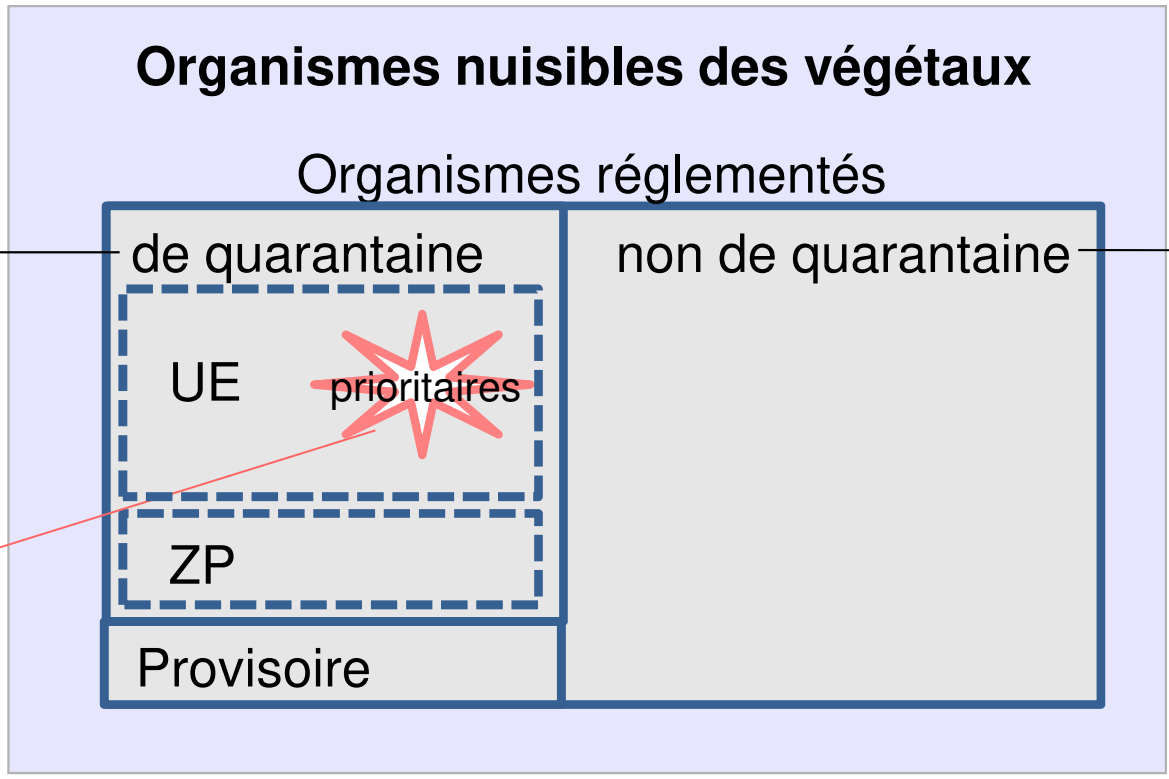 Organismes nuisibles des végétaux
Organismes réglementés
de quarantaine
non de quarantaine
UE
prioritaires
ZP
Provisoire